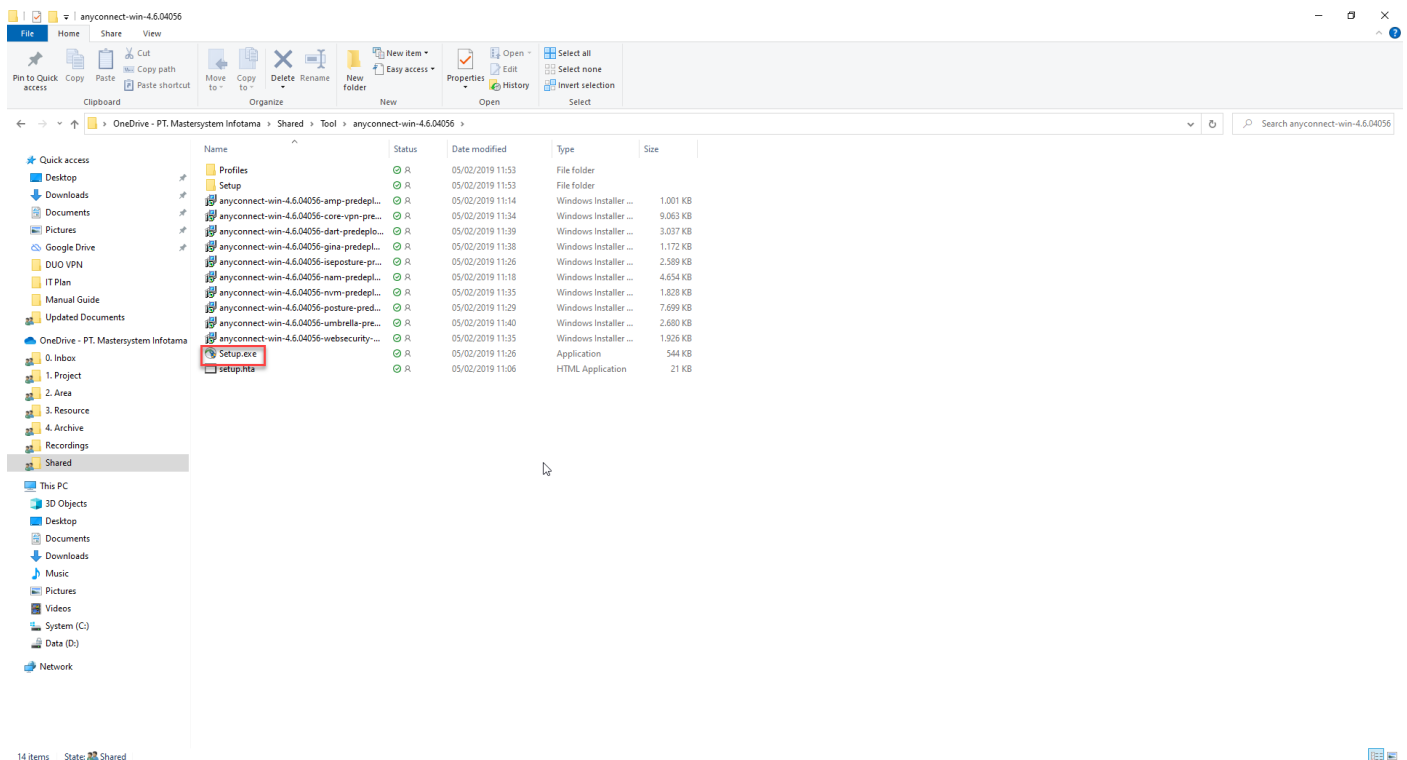 anyconnect-win-4.6.04056
File Home Share View
Pin to Quick access
Copy
Paste
Cut
Copy path
Paste shortcut
Move to
Copy to
Delete
Rename
New folder
New item
Easy access
Properties
Open
Edit
History
Select all
Select none
Invert selection
Clipboard Organize New Open Select
OneDrive - PT. Mastersystem Infotama > Shared > Tool > anyconnect-win-4.6.04056 >
Search anyconnect-win-4.6.04056
Quick access
Desktop
Downloads
Documents
Pictures
Google Drive
DUO VPN
IT Plan
Manual Guide
Updated Documents
OneDrive - PT. Mastersystem Infotama
0. Inbox
1. Project
2. Area
3. Resource
4. Archive
Recordings
Shared
This PC
3D Objects
Desktop
Documents
Downloads
Music
Pictures
Videos
System (C:)
Data (D:)
Network
Name Status Date modified Type Size
Profiles 05/02/2019 11:53 File folder
Setup 05/02/2019 11:53 File folder
anyconnect-win-4.6.04056-amp-predepl... 05/02/2019 11:14 Windows Installer ... 1.001 KB
anyconnect-win-4.6.04056-core-vpn-pre... 05/02/2019 11:34 Windows Installer ... 9.063 KB
anyconnect-win-4.6.04056-dart-predeplo... 05/02/2019 11:39 Windows Installer ... 3.037 KB
anyconnect-win-4.6.04056-gina-predepl... 05/02/2019 11:38 Windows Installer ... 1.172 KB
anyconnect-win-4.6.04056-iseposture-pr... 05/02/2019 11:26 Windows Installer ... 2.589 KB
anyconnect-win-4.6.04056-nam-predepl... 05/02/2019 11:18 Windows Installer ... 4.654 KB
anyconnect-win-4.6.04056-nvm-predepl... 05/02/2019 11:35 Windows Installer ... 1.828 KB
anyconnect-win-4.6.04056-posture-pred... 05/02/2019 11:29 Windows Installer ... 7.699 KB
anyconnect-win-4.6.04056-umbrella-pre... 05/02/2019 11:40 Windows Installer ... 2.680 KB
anyconnect-win-4.6.04056-websecurity-... 05/02/2019 11:35 Windows Installer ... 1.926 KB
Setup.exe 05/02/2019 11:26 Application 544 KB
setup.hta 05/02/2019 11:06 HTML Application 21 KB
14 items State: Shared